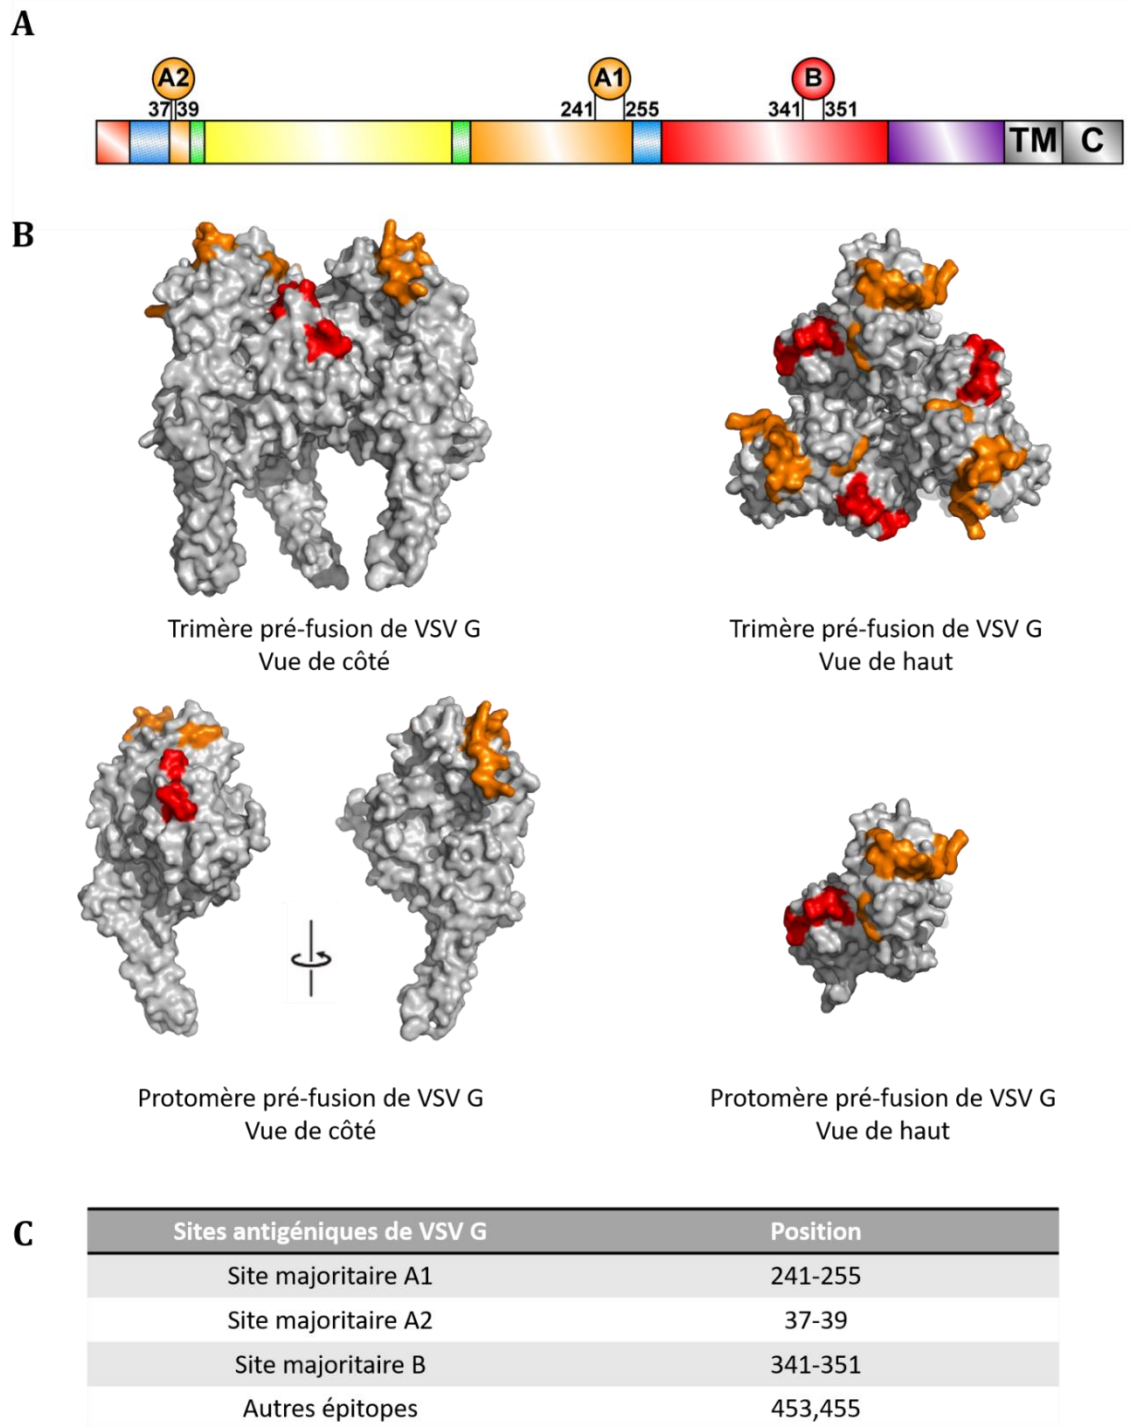 A
A2
A1
B
37 39
241 255
341 351
TM C
B
Trimère pré-fusion de VSV G
Vue de côté
Trimère pré-fusion de VSV G
Vue de haut
Protomère pré-fusion de VSV G
Vue de côté
Protomère pré-fusion de VSV G
Vue de haut
C
Sites antigéniques de VSV G Position
Site majoritaire A1 241-255
Site majoritaire A2 37-39
Site majoritaire B 341-351
Autres épitopes 453,455